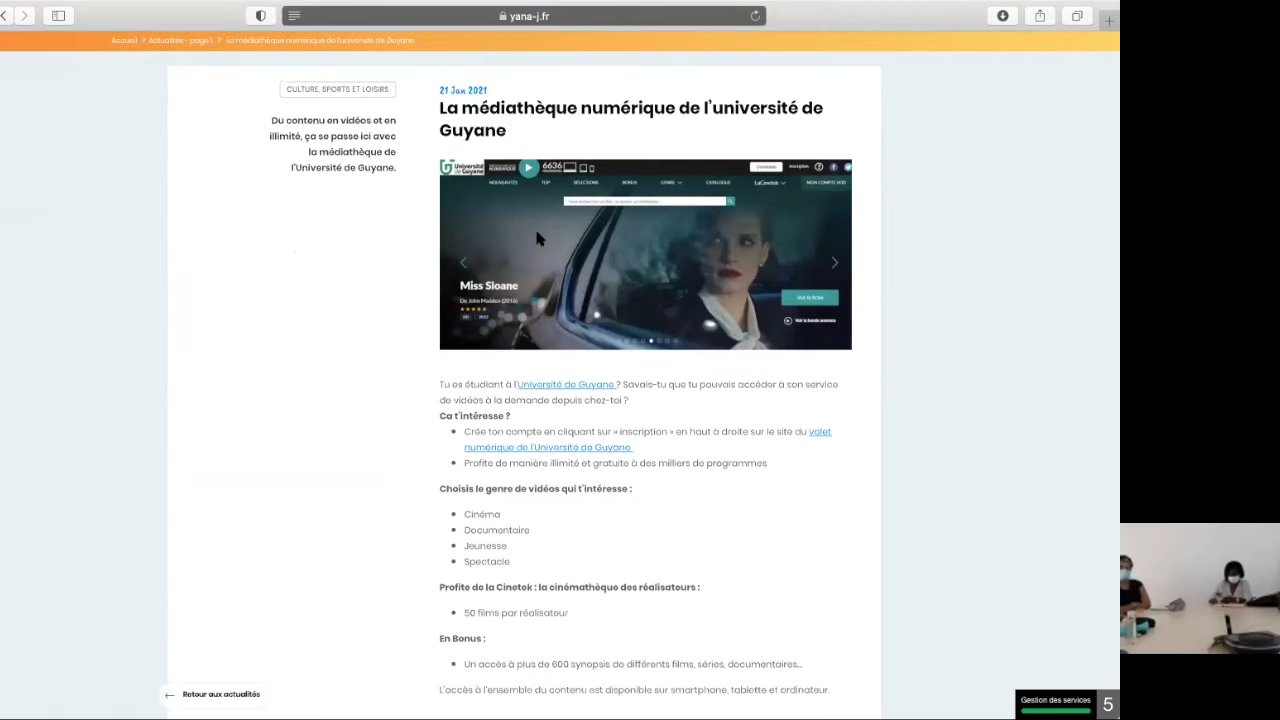 yana-j.fr
Accueil > Actualités - page 1 > La médiathèque numérique de l'université de Guyane
CULTURE, SPORTS ET LOISIRS
Du contenu en vidéos et en
illimité, ça se passe ici avec
la médiathèque de
l'Université de Guyane.
21 Jan 2021
La médiathèque numérique de l'université de
Guyane
Université
de Guyane
6636
Connexion
Inscription
NOUVEAUTÉS TOP SÉLECTIONS BONUS GENRE CATALOGUE LaCinetek MON COMPTE VOD
Miss Sloane
De John Madden (2016)
HD
Voir la fiche
Voir la bande annonce
Tu es étudiant à l'Université de Guyane ? Savais-tu que tu pouvais accéder à son service
de vidéos à la demande depuis chez-toi ?
Ca t'intéresse ?
Crée ton compte en cliquant sur « inscription » en haut à droite sur le site du volet
numérique de l'Université de Guyane
Profite de manière illimité et gratuite à des milliers de programmes
Choisis le genre de vidéos qui t'intéresse :
Cinéma
Documentaire
Jeunesse
Spectacle
Profite de la Cinetek : la cinémathèque des réalisateurs :
50 films par réalisateur
En Bonus :
Un accès à plus de 600 synopsis de différents films, séries, documentaires...
L'accès à l'ensemble du contenu est disponible sur smartphone, tablette et ordinateur.
← Retour aux actualités
Gestion des services
5